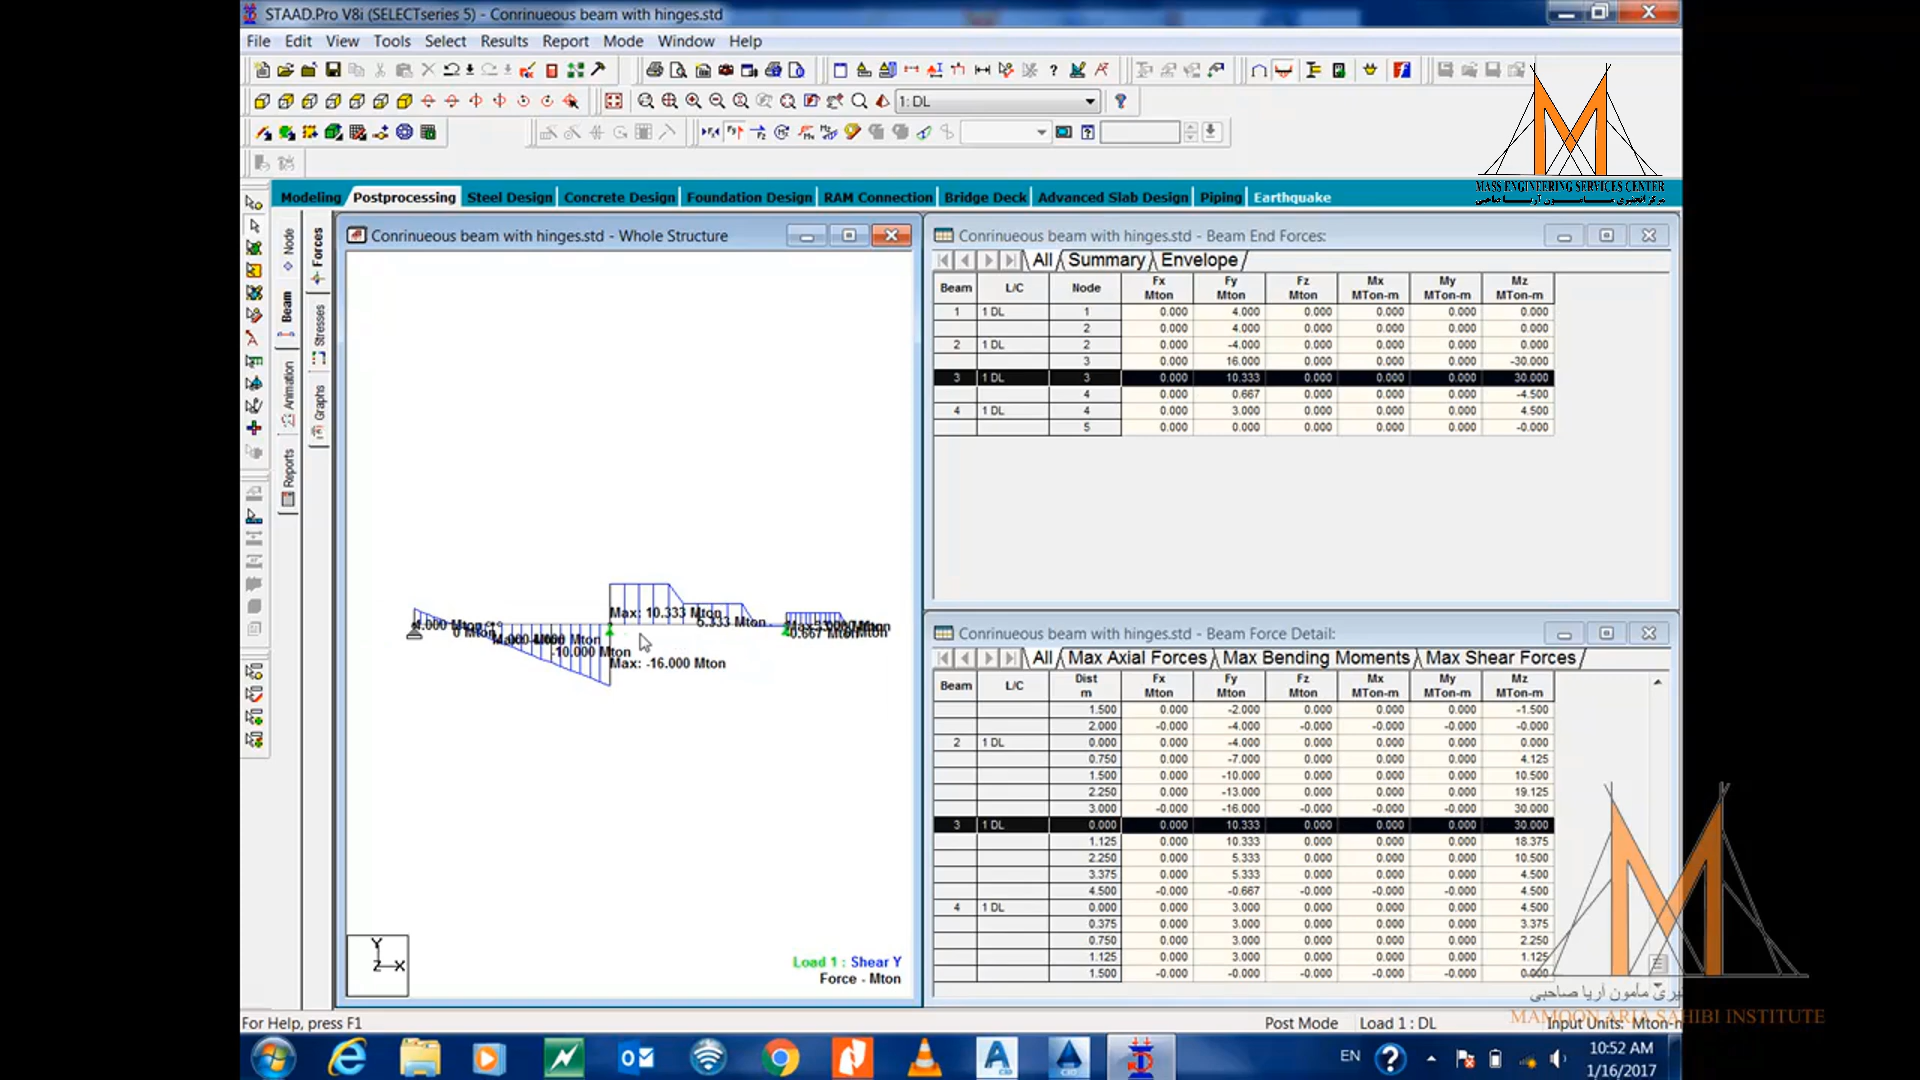 STAAD.Pro V8i (SELECTseries 5) - Conrinueous beam with hinges.std
File Edit View Tools Select Results Report Mode Window Help
1: DL
MASS ENGINEERING SERVICES CENTER
Modeling Postprocessing Steel Design Concrete Design Foundation Design RAM Connection Bridge Deck Advanced Slab Design Piping Earthquake
Node
Beam
Animation
Reports
Forces
Stresses
Graphs
Conrinueous beam with hinges.std - Whole Structure
Max: 10.333 Mton
5.333 Mton
-10.000 Mton
Max: -16.000 Mton
-0.667 Mton
Y
Z X
Load 1 : Shear Y
Force - Mton
Conrinueous beam with hinges.std - Beam End Forces:
All Summary Envelope
Beam L/C Node Fx Mton Fy Mton Fz Mton Mx MTon-m My MTon-m Mz MTon-m
1 1 DL 1 0.000 4.000 0.000 0.000 0.000 0.000
2 0.000 4.000 0.000 0.000 0.000 0.000
2 1 DL 2 0.000 -4.000 0.000 0.000 0.000 0.000
3 0.000 16.000 0.000 0.000 0.000 -30.000
3 1 DL 3 0.000 10.333 0.000 0.000 0.000 30.000
4 0.000 0.667 0.000 0.000 0.000 -4.500
4 1 DL 4 0.000 3.000 0.000 0.000 0.000 4.500
5 0.000 0.000 0.000 0.000 0.000 -0.000
Conrinueous beam with hinges.std - Beam Force Detail:
All Max Axial Forces Max Bending Moments Max Shear Forces
Beam L/C Dist m Fx Mton Fy Mton Fz Mton Mx MTon-m My MTon-m Mz MTon-m
1.500 0.000 -2.000 0.000 0.000 0.000 -1.500
2.000 -0.000 -4.000 -0.000 -0.000 -0.000 -0.000
2 1 DL 0.000 0.000 -4.000 0.000 0.000 0.000 0.000
0.750 0.000 -7.000 0.000 0.000 0.000 4.125
1.500 0.000 -10.000 0.000 0.000 0.000 10.500
2.250 0.000 -13.000 0.000 0.000 0.000 19.125
3.000 -0.000 -16.000 -0.000 -0.000 -0.000 30.000
3 1 DL 0.000 0.000 10.333 0.000 0.000 0.000 30.000
1.125 0.000 10.333 0.000 0.000 0.000 18.375
2.250 0.000 5.333 0.000 0.000 0.000 10.500
3.375 0.000 5.333 0.000 0.000 0.000 4.500
4.500 -0.000 -0.667 -0.000 -0.000 -0.000 4.500
4 1 DL 0.000 0.000 3.000 0.000 0.000 0.000 4.500
0.375 0.000 3.000 0.000 0.000 0.000 3.375
0.750 0.000 3.000 0.000 0.000 0.000 2.250
1.125 0.000 3.000 0.000 0.000 0.000 1.125
1.500 -0.000 -0.000 -0.000 -0.000 -0.000 0.000
مأمون آریا صاحبی
MAMOON ARIA SAHIBI INSTITUTE
For Help, press F1
Post Mode Load 1 : DL Input Units: Mton-m
EN
10:52 AM
1/16/2017